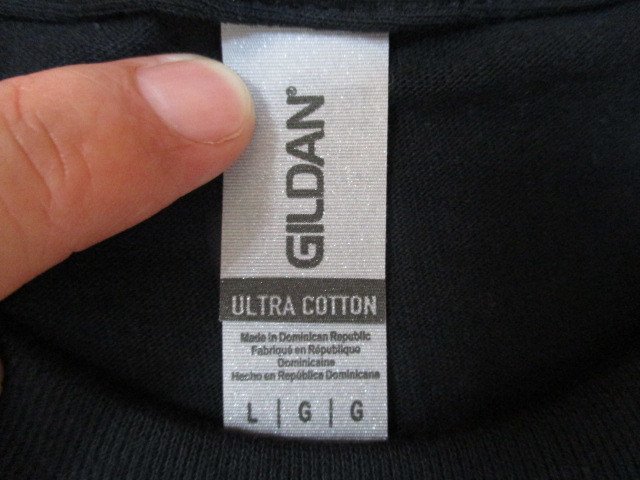 GILDAN®
ULTRA COTTON
Made in Dominican Republic
Fabriqué en République
Dominicaine
Hecho en República Dominicana
L | G | G